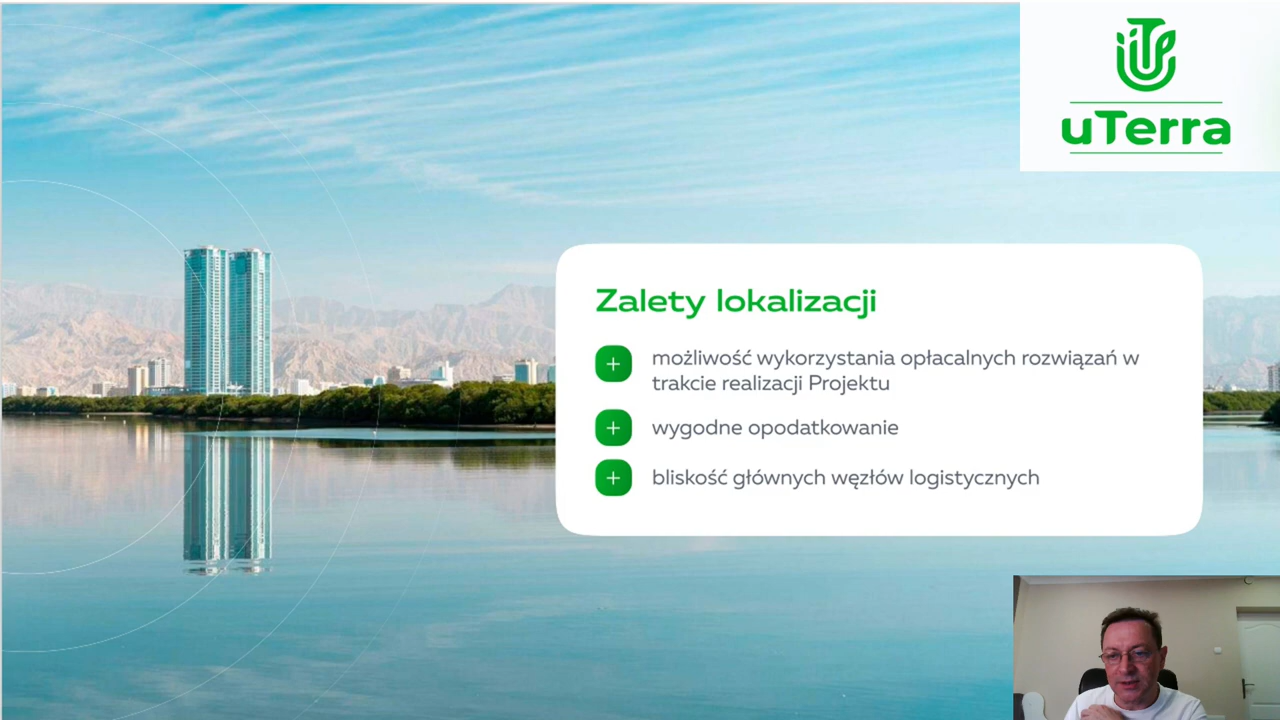 uTerra
Zalety lokalizacji
możliwość wykorzystania opłacalnych rozwiązań w
trakcie realizacji Projektu
wygodne opodatkowanie
bliskość głównych węzłów logistycznych